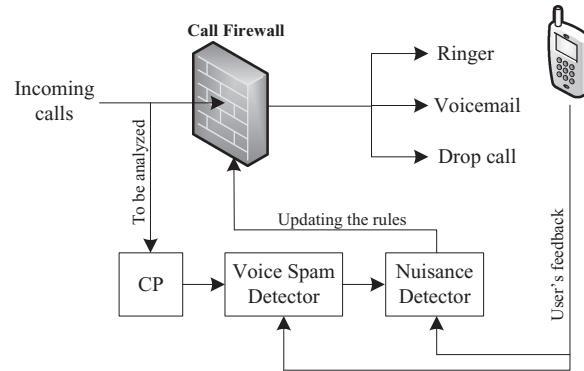 Call Firewall
Incoming
calls
Ringer
Voicemail
Drop call
To be analyzed
Updating the rules
User's feedback
CP
Voice Spam
Detector
Nuisance
Detector